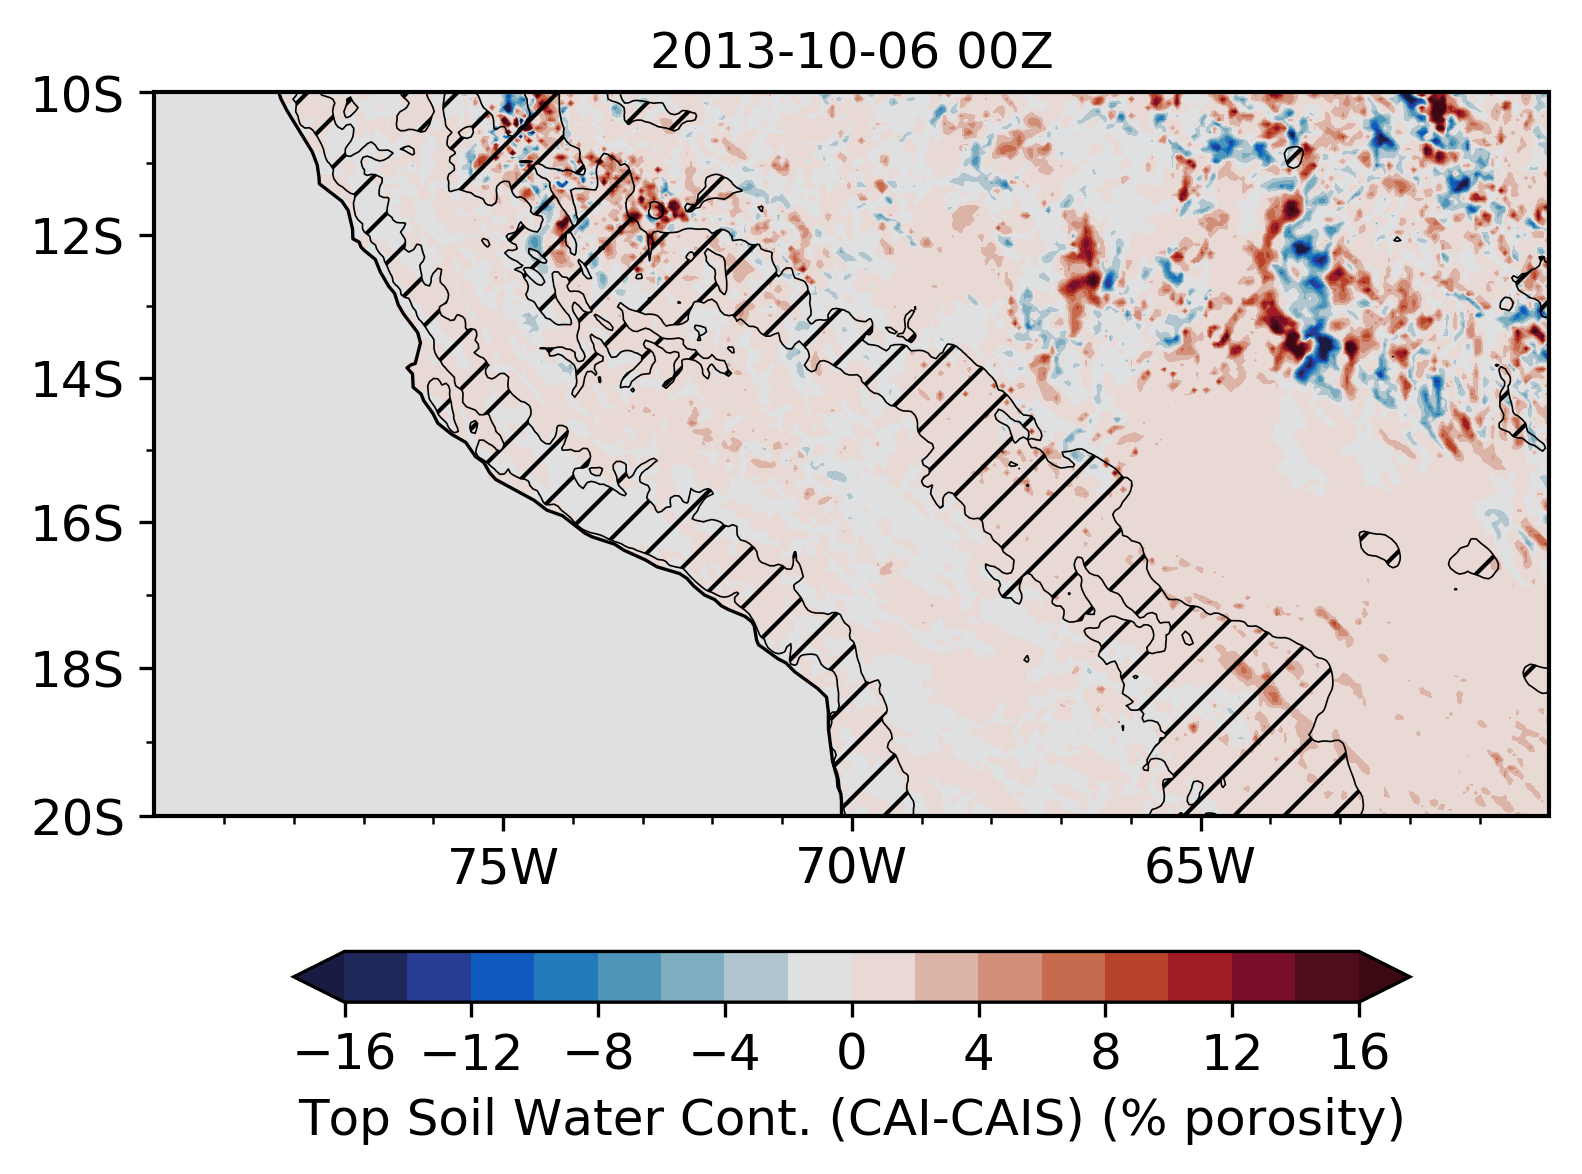 2013-10-06 00Z
10S
12S
14S
16S
18S
20S
75W 70W 65W
−16 −12 −8 −4 0 4 8 12 16
Top Soil Water Cont. (CAI-CAIS) (% porosity)